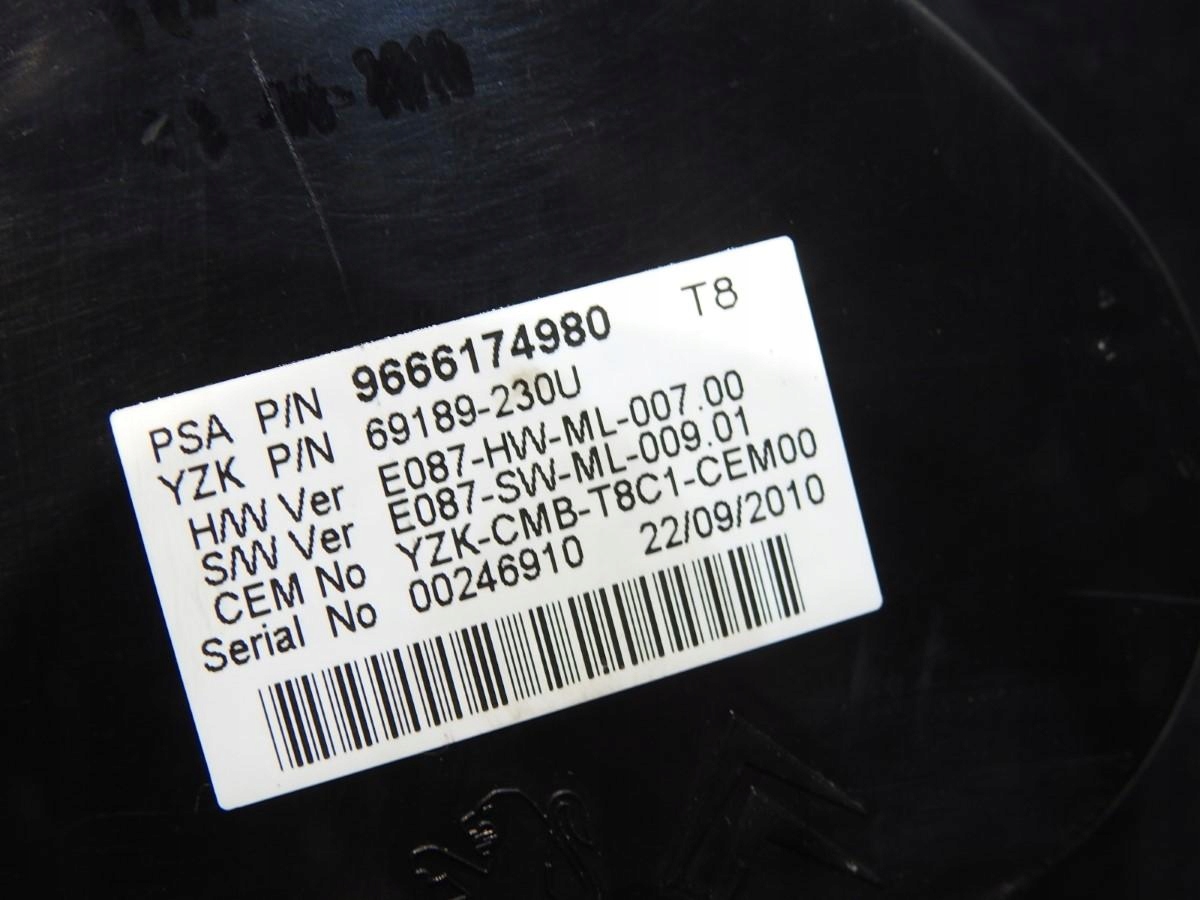 T8
PSA P/N 9666174980
YZK P/N 69189-230U
H/W Ver E087-HW-ML-007.00
S/W Ver E087-SW-ML-009.01
CEM No YZK-CMB-T8C1-CEM00
Serial No 00246910 22/09/2010